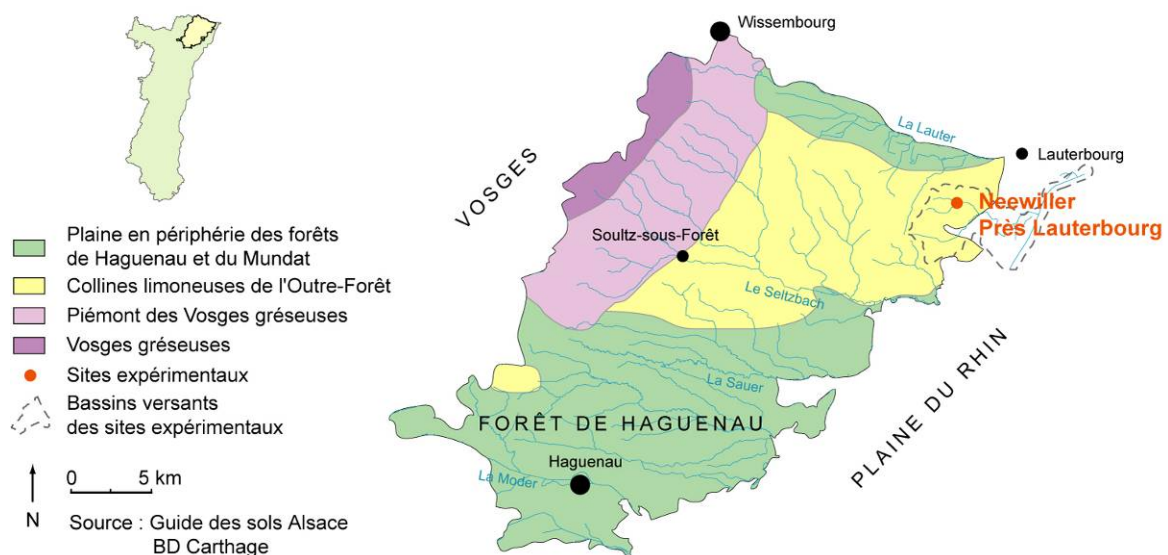 Wissembourg
La Lauter
Lauterbourg
VOSGES
Neewiller
Près Lauterbourg
Soultz-sous-Forêt
Le Seltzbach
La Sauer
PLAINE DU RHIN
FORÊT DE HAGUENAU
Haguenau
La Moder
Plaine en périphérie des forêts
de Haguenau et du Mundat
Collines limoneuses de l'Outre-Forêt
Piémont des Vosges gréseuses
Vosges gréseuses
Sites expérimentaux
Bassins versants
des sites expérimentaux
0 5 km
N
Source : Guide des sols Alsace
BD Carthage